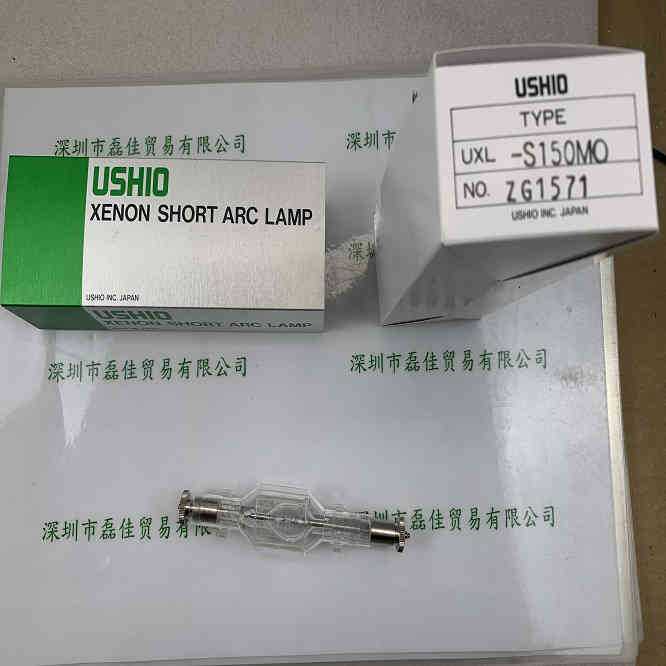 深圳市磊佳贸易有限公司
深圳市
USHIO
XENON SHORT ARC LAMP
USHIO INC. JAPAN
USHIO
XENON SHORT ARC LAMP
USHIO
TYPE
UXL -S150MO
NO. ZG1571
USHIO INC. JAPAN
深
深圳市磊佳贸易有限公司
深圳市磊佳贸易有限公司
深圳市磊佳贸易有限公司
深圳市磊佳贸易有限公司